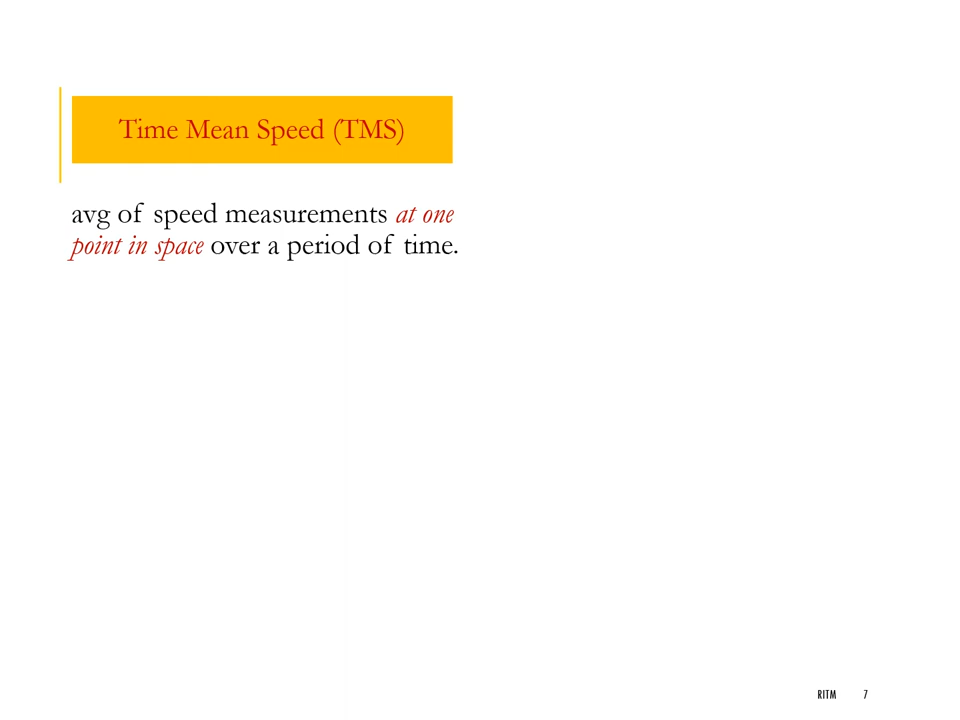 Time Mean Speed (TMS)
avg of speed measurements at one
point in space over a period of time.
RITM 7